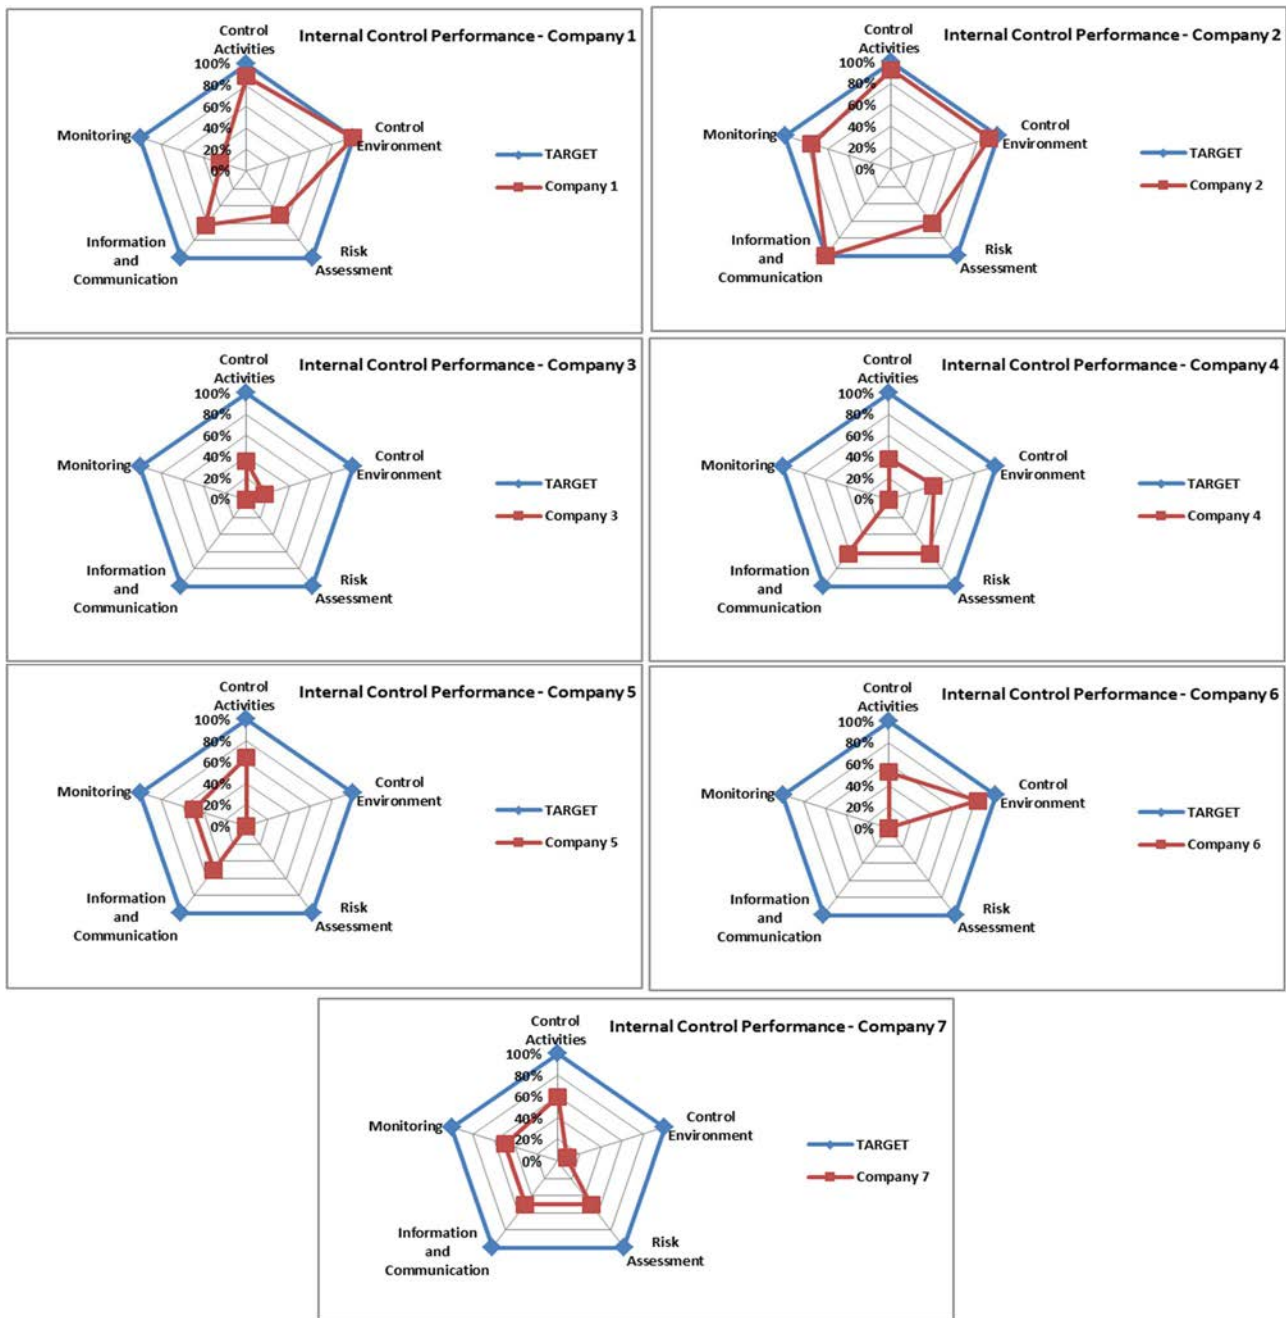 Internal Control Performance - Company 1
Control
Activities
100%
80%
60%
40%
20%
0%
Control
Environment
Risk
Assessment
Information
and
Communication
Monitoring
TARGET
Company 1
Internal Control Performance - Company 2
Control
Activities
100%
80%
60%
40%
20%
0%
Control
Environment
Risk
Assessment
Information
and
Communication
Monitoring
TARGET
Company 2
Internal Control Performance - Company 3
Control
Activities
100%
80%
60%
40%
20%
0%
Control
Environment
Risk
Assessment
Information
and
Communication
Monitoring
TARGET
Company 3
Internal Control Performance - Company 4
Control
Activities
100%
80%
60%
40%
20%
0%
Control
Environment
Risk
Assessment
Information
and
Communication
Monitoring
TARGET
Company 4
Internal Control Performance - Company 5
Control
Activities
100%
80%
60%
40%
20%
0%
Control
Environment
Risk
Assessment
Information
and
Communication
Monitoring
TARGET
Company 5
Internal Control Performance - Company 6
Control
Activities
100%
80%
60%
40%
20%
0%
Control
Environment
Risk
Assessment
Information
and
Communication
Monitoring
TARGET
Company 6
Internal Control Performance - Company 7
Control
Activities
100%
80%
60%
40%
20%
0%
Control
Environment
Risk
Assessment
Information
and
Communication
Monitoring
TARGET
Company 7